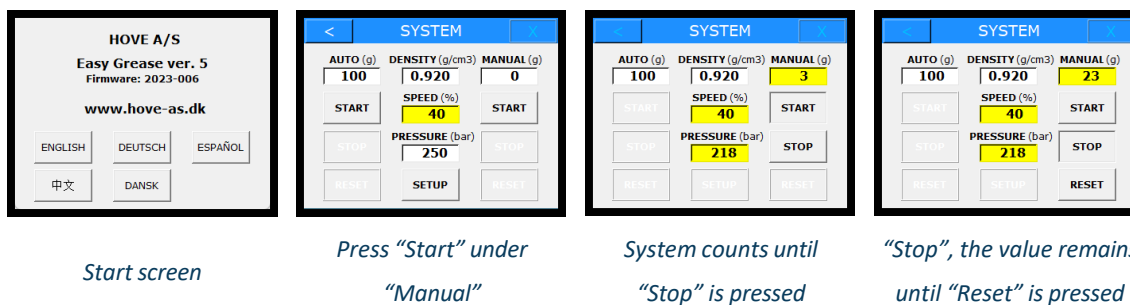 HOVE A/S
Easy Grease ver. 5
Firmware: 2023-006
www.hove-as.dk
ENGLISH DEUTSCH ESPAÑOL
中文 DANSK
Start screen
< SYSTEM X
AUTO (g) DENSITY (g/cm3) MANUAL (g)
100 0.920 0
SPEED (%)
START 40 START
PRESSURE (bar)
STOP 250 STOP
RESET SETUP RESET
Press “Start” under
“Manual”
< SYSTEM X
AUTO (g) DENSITY (g/cm3) MANUAL (g)
100 0.920 3
SPEED (%)
START 40 START
PRESSURE (bar)
STOP 218 STOP
RESET SETUP RESET
System counts until
“Stop” is pressed
< SYSTEM X
AUTO (g) DENSITY (g/cm3) MANUAL (g)
100 0.920 23
SPEED (%)
START 40 START
PRESSURE (bar)
STOP 218 STOP
RESET SETUP RESET
“Stop”, the value remains
until “Reset” is pressed